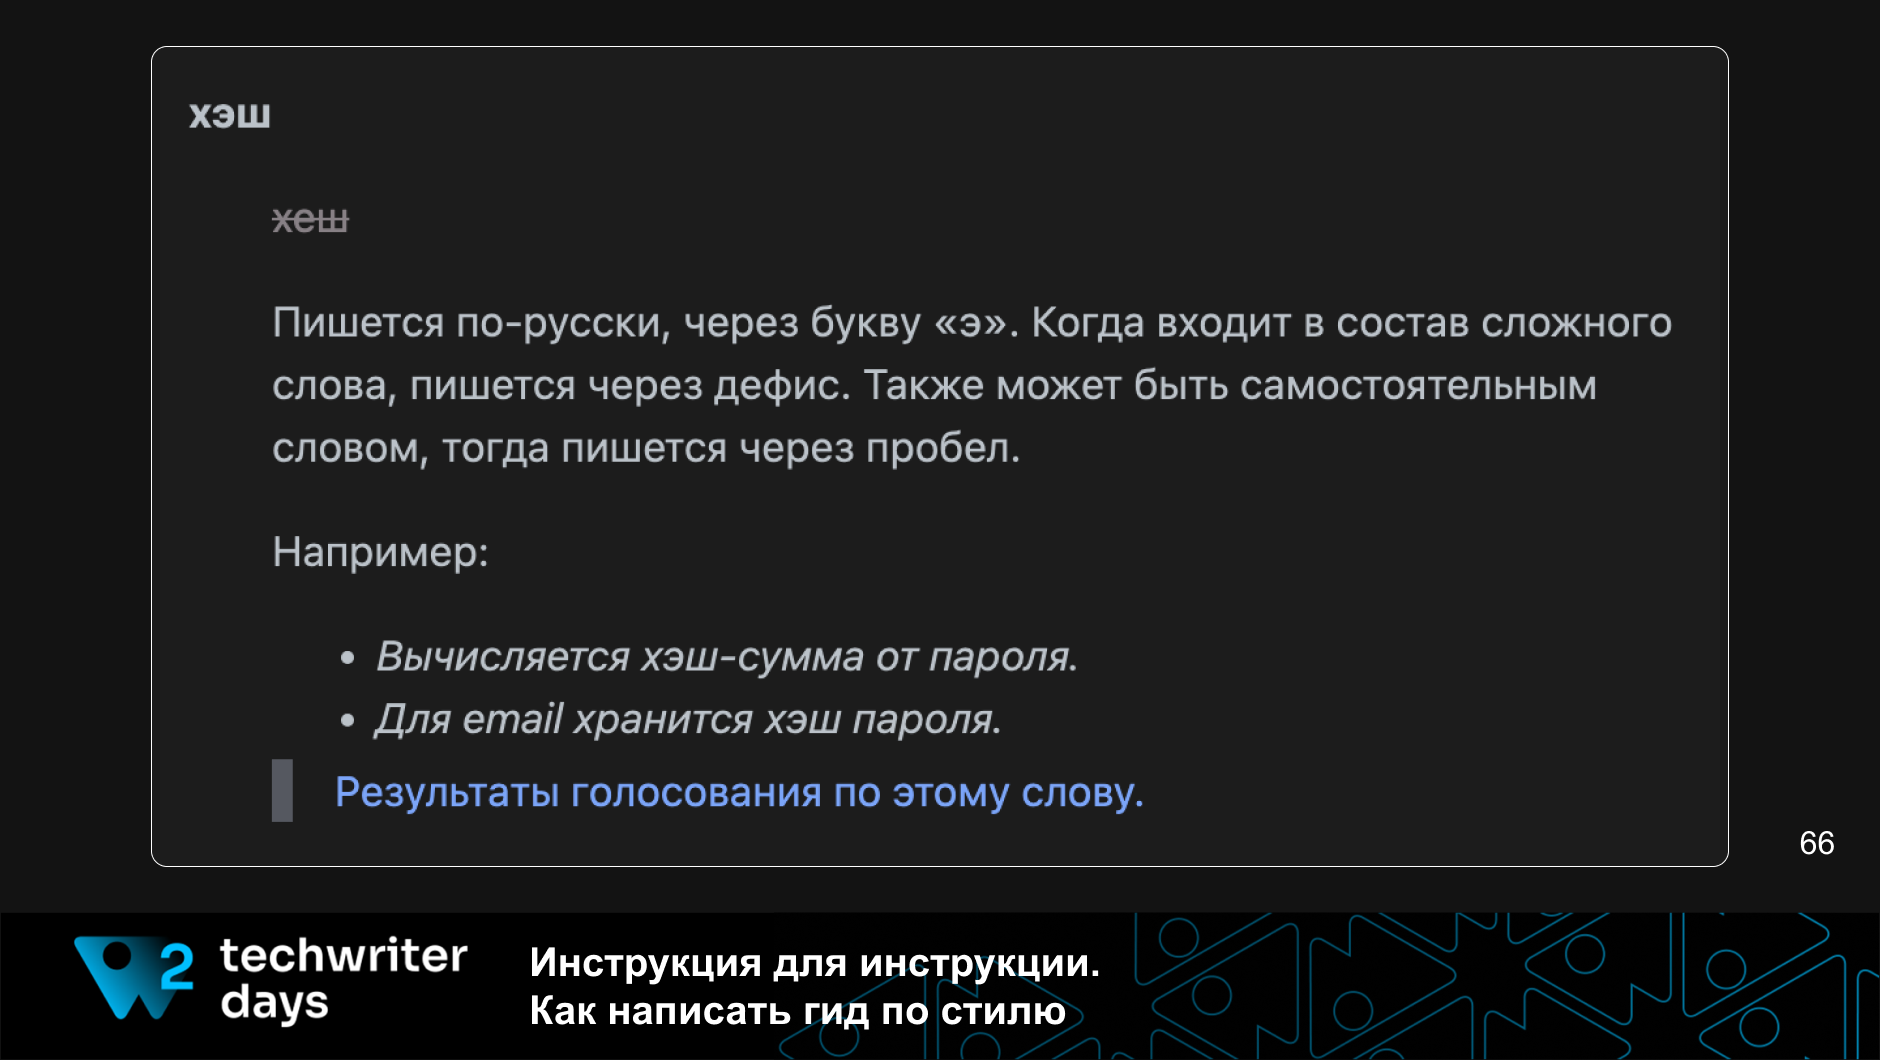 хэш
хеш
Пишется по-русски, через букву «э». Когда входит в состав сложного
слова, пишется через дефис. Также может быть самостоятельным
словом, тогда пишется через пробел.
Например:
• Вычисляется хэш-сумма от пароля.
• Для email хранится хэш пароля.
Результаты голосования по этому слову.
66
2
techwriter
days
Инструкция для инструкции.
Как написать гид по стилю